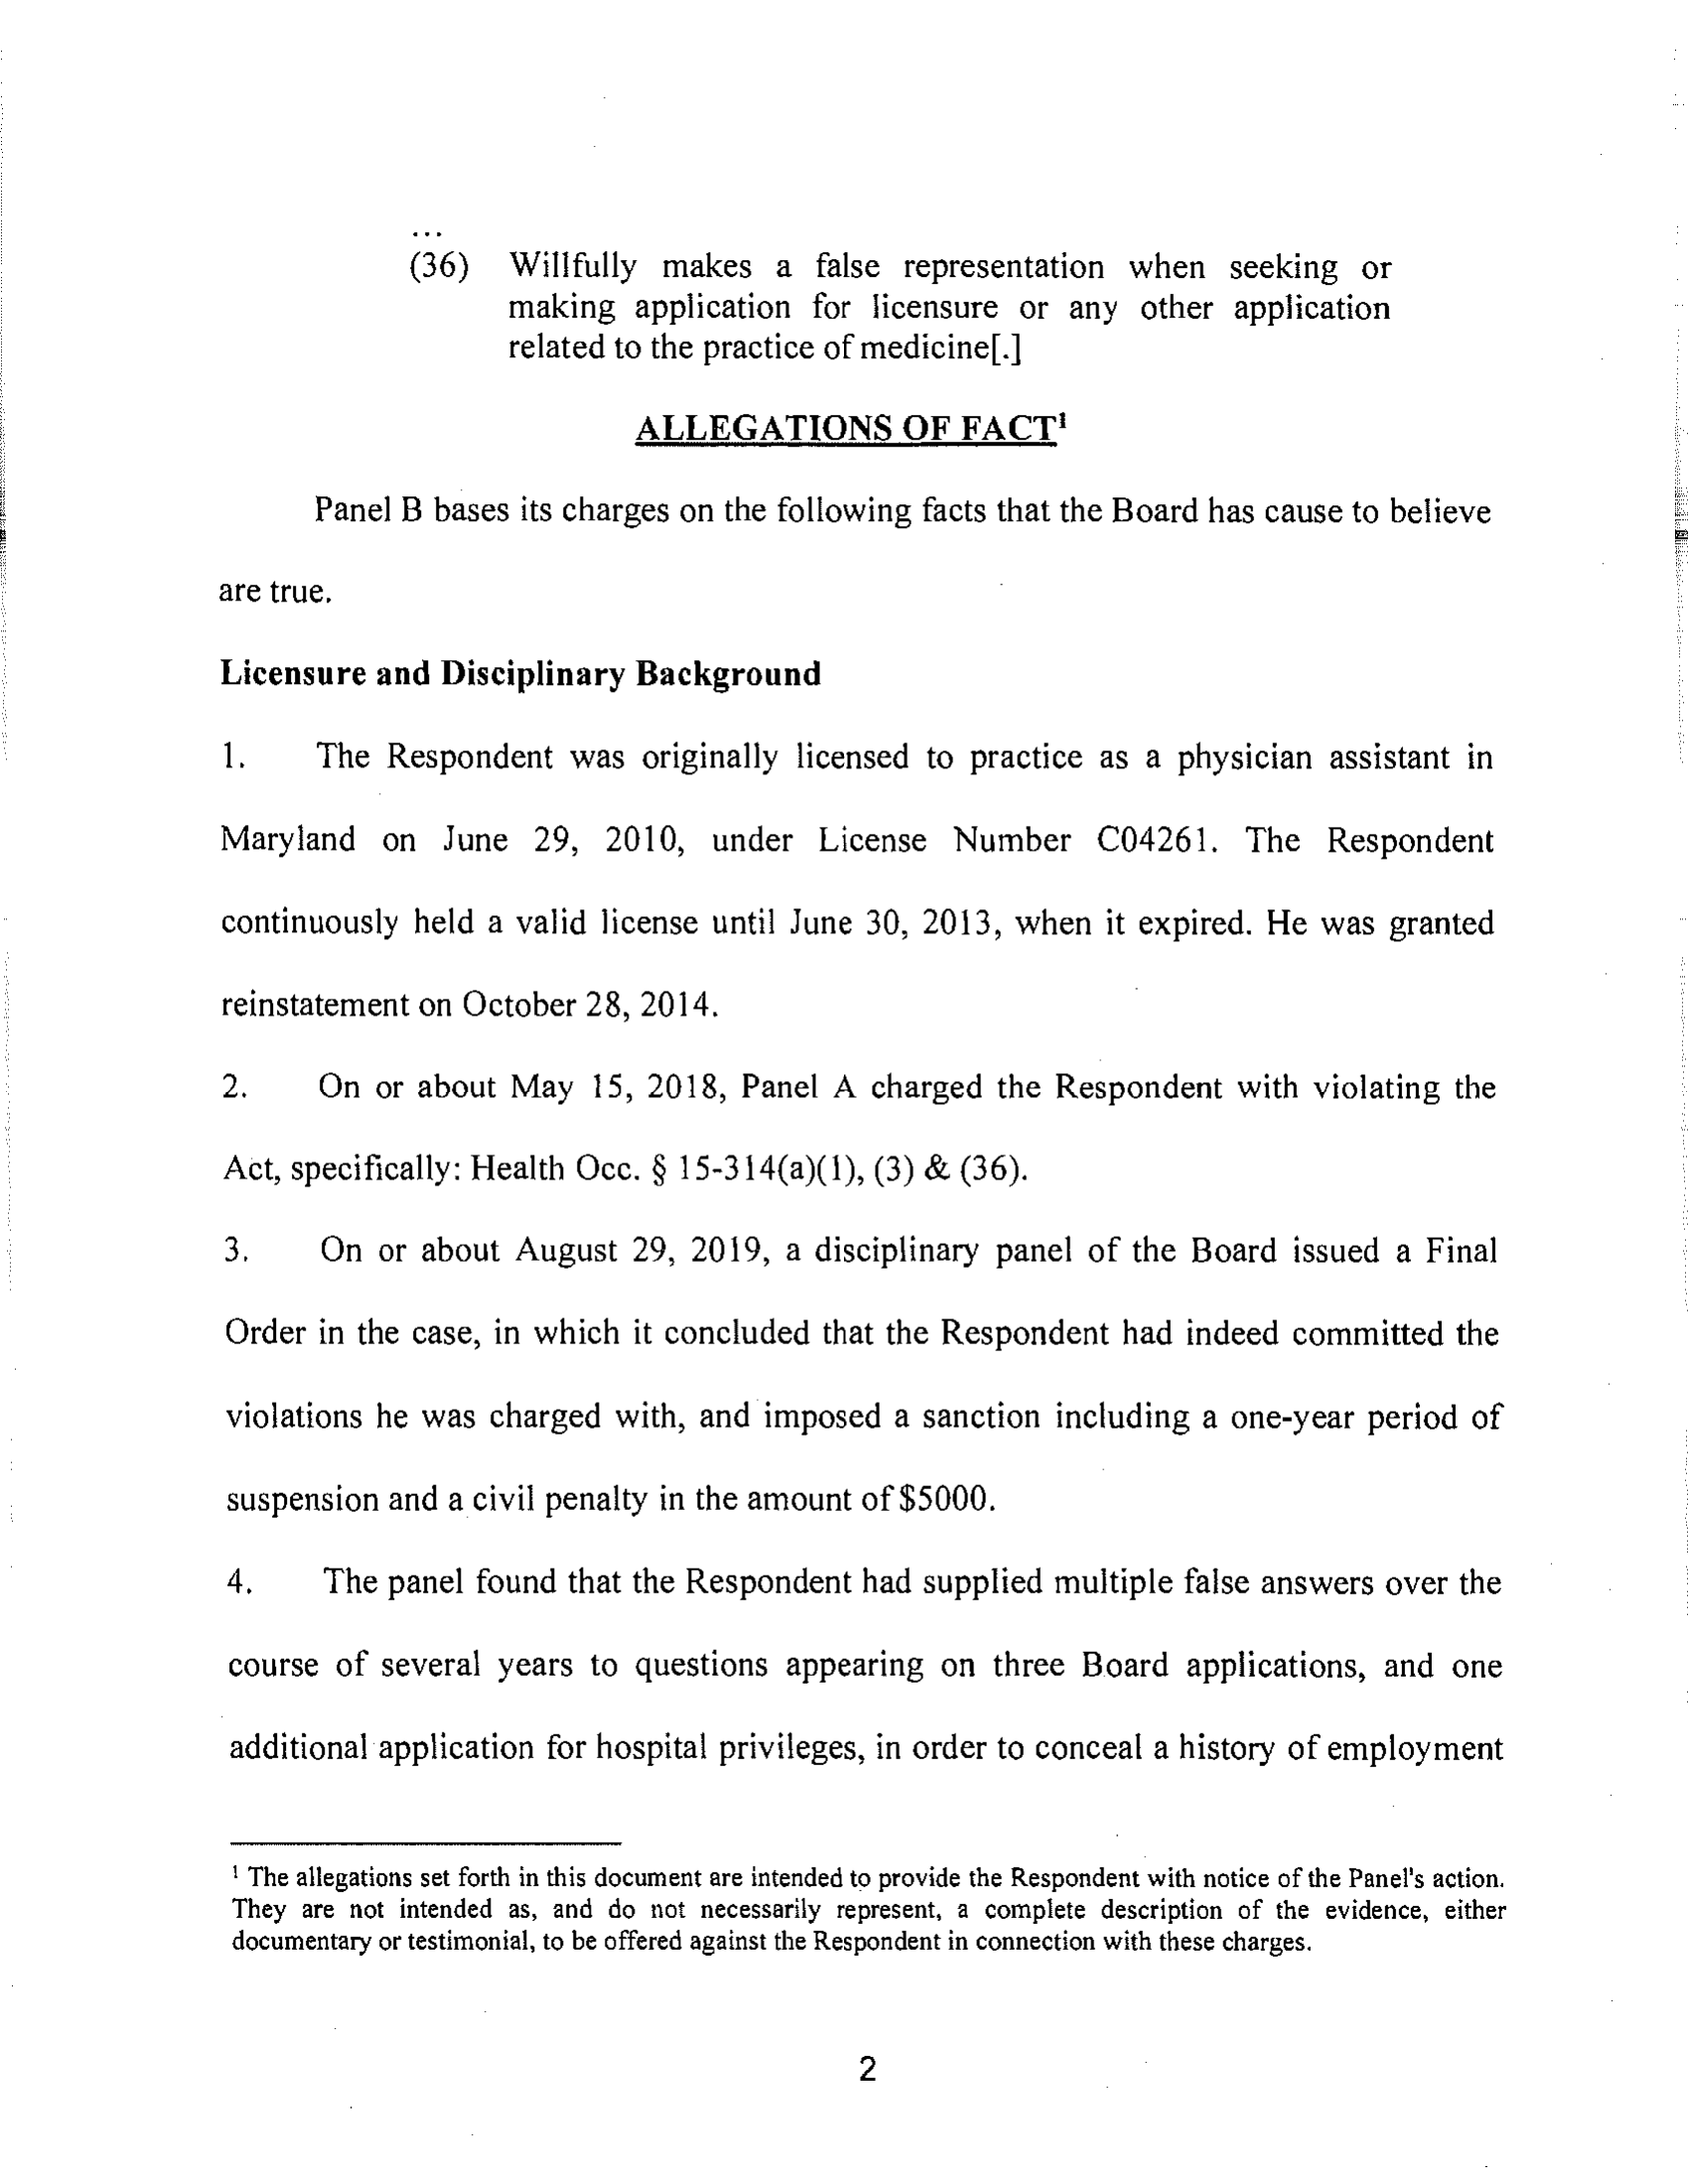 ...
(36) Willfully makes a false representation when seeking or
making application for licensure or any other application
related to the practice of medicine[.]
ALLEGATIONS OF FACT¹
Panel B bases its charges on the following facts that the Board has cause to believe
are true.
Licensure and Disciplinary Background
1. The Respondent was originally licensed to practice as a physician assistant in
Maryland on June 29, 2010, under License Number C04261. The Respondent
continuously held a valid license until June 30, 2013, when it expired. He was granted
reinstatement on October 28, 2014.
2. On or about May 15, 2018, Panel A charged the Respondent with violating the
Act, specifically: Health Occ. § 15-314(a)(1), (3) & (36).
3. On or about August 29, 2019, a disciplinary panel of the Board issued a Final
Order in the case, in which it concluded that the Respondent had indeed committed the
violations he was charged with, and imposed a sanction including a one-year period of
suspension and a civil penalty in the amount of $5000.
4. The panel found that the Respondent had supplied multiple false answers over the
course of several years to questions appearing on three Board applications, and one
additional application for hospital privileges, in order to conceal a history of employment
¹ The allegations set forth in this document are intended to provide the Respondent with notice of the Panel's action.
They are not intended as, and do not necessarily represent, a complete description of the evidence, either
documentary or testimonial, to be offered against the Respondent in connection with these charges.
2